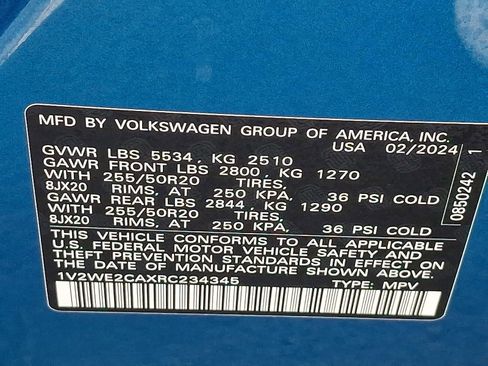 MFD BY VOLKSWAGEN GROUP OF AMERICA, INC.
USA 02/2024
GVWR LBS 5534, KG 2510
GAWR FRONT LBS 2800, KG 1270
WITH 255/50R20 TIRES,
8JX20 RIMS, AT 250 KPA, 36 PSI COLD
GAWR REAR LBS 2844, KG 1290
WITH 255/50R20 TIRES,
8JX20 RIMS, AT 250 KPA, 36 PSI COLD
THIS VEHICLE CONFORMS TO ALL APPLICABLE
U.S. FEDERAL MOTOR VEHICLE SAFETY AND
THEFT PREVENTION STANDARDS IN EFFECT ON
THE DATE OF MANUFACTURE SHOWN ABOVE.
1V2WE2CAXRC234345 TYPE: MPV
0850242 1